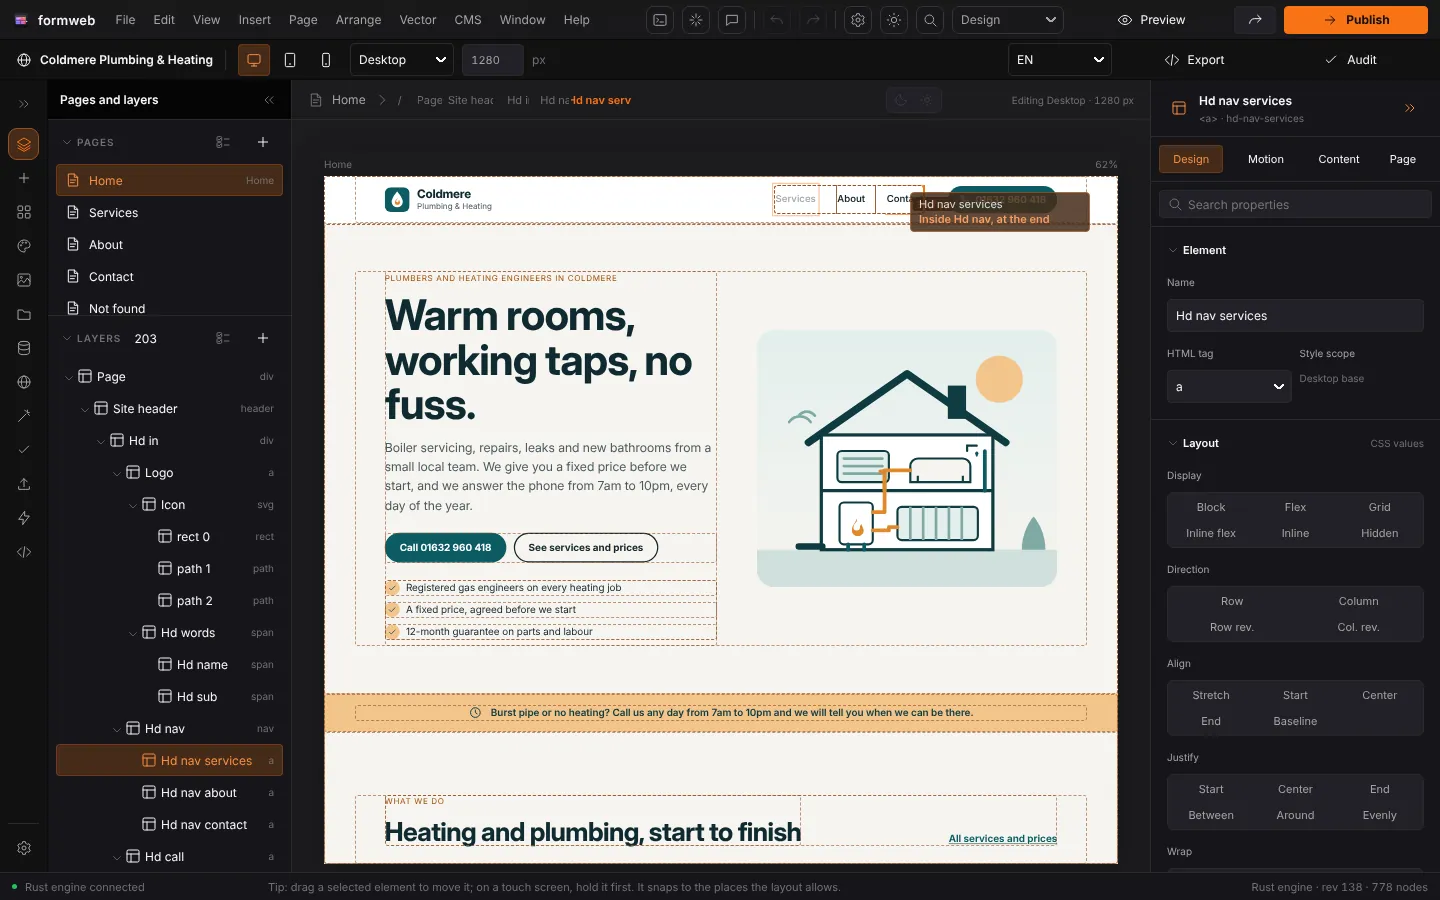 formweb File Edit View Insert Page Arrange Vector CMS Window Help Design Preview Publish
Coldmere Plumbing & Heating Desktop 1280 px EN Export Audit
Pages and layers
Home / Page Site head Hd i Hd na Hd nav serv
Editing Desktop · 1280 px
Hd nav services
<a> · hd-nav-services
PAGES
Home Home
Services
About
Contact
Not found
LAYERS 203
Page div
Site header header
Hd in div
Logo a
Icon svg
rect 0 rect
path 1 path
path 2 path
Hd words span
Hd name span
Hd sub span
Hd nav nav
Hd nav services a
Hd nav about a
Hd nav contact a
Hd call a
Home 62%
Coldmere
Plumbing & Heating
Services About Conta
Hd nav services
Inside Hd nav, at the end
PLUMBERS AND HEATING ENGINEERS IN COLDMERE
Warm rooms,
working taps, no
fuss.
Boiler servicing, repairs, leaks and new bathrooms from a
small local team. We give you a fixed price before we
start, and we answer the phone from 7am to 10pm, every
day of the year.
Call 01632 960 418 See services and prices
Registered gas engineers on every heating job
A fixed price, agreed before we start
12-month guarantee on parts and labour
Burst pipe or no heating? Call us any day from 7am to 10pm and we will tell you when we can be there.
WHAT WE DO
Heating and plumbing, start to finish
All services and prices
Design Motion Content Page
Search properties
Element
Name
Hd nav services
HTML tag Style scope
a Desktop base
Layout CSS values
Display
Block Flex Grid
Inline flex Inline Hidden
Direction
Row Column
Row rev. Col. rev.
Align
Stretch Start Center
End Baseline
Justify
Start Center End
Between Around Evenly
Wrap
Rust engine connected
Tip: drag a selected element to move it; on a touch screen, hold it first. It snaps to the places the layout allows.
Rust engine · rev 138 · 778 nodes